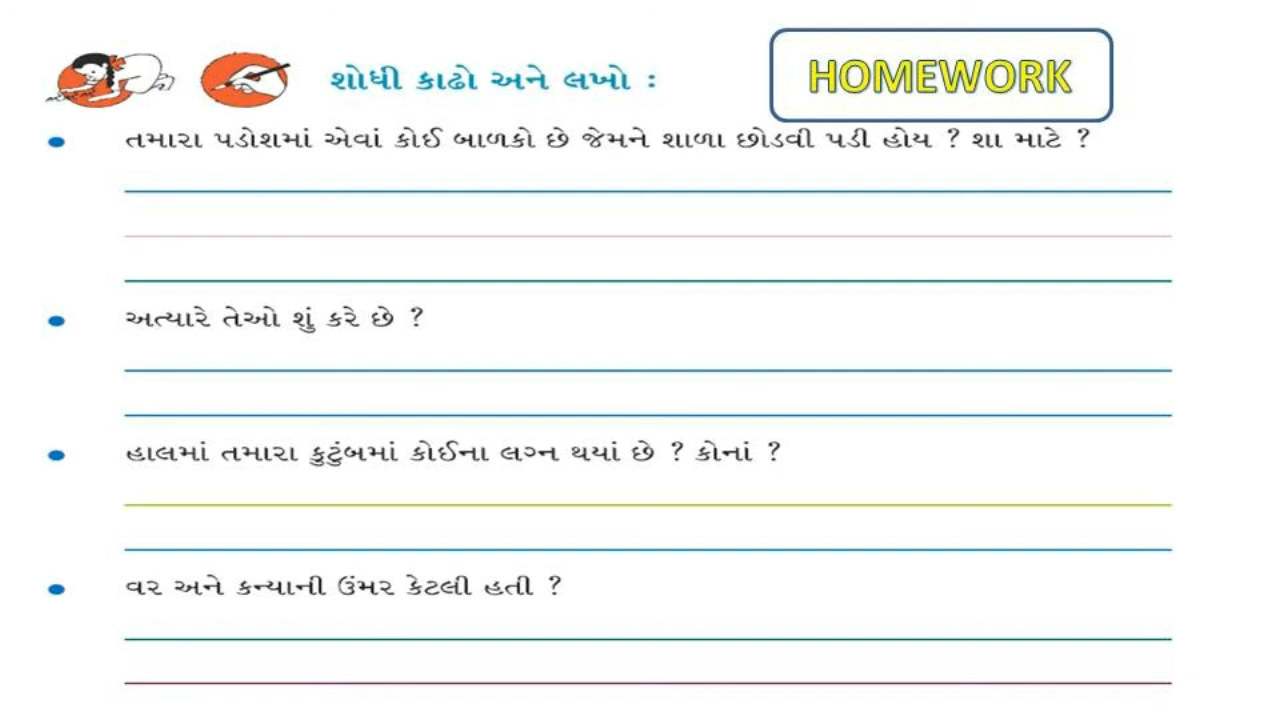 શોધી કાઢો અને લખો :
HOMEWORK
• તમારા પડોશમાં એવાં કોઈ બાળકો છે જેમને શાળા છોડવી પડી હોય ? શા માટે ?
• અત્યારે તેઓ શું કરે છે ?
• હાલમાં તમારા કુટુંબમાં કોઈના લગ્ન થયાં છે ? કોનાં ?
• વર અને કન્યાની ઉંમર કેટલી હતી ?